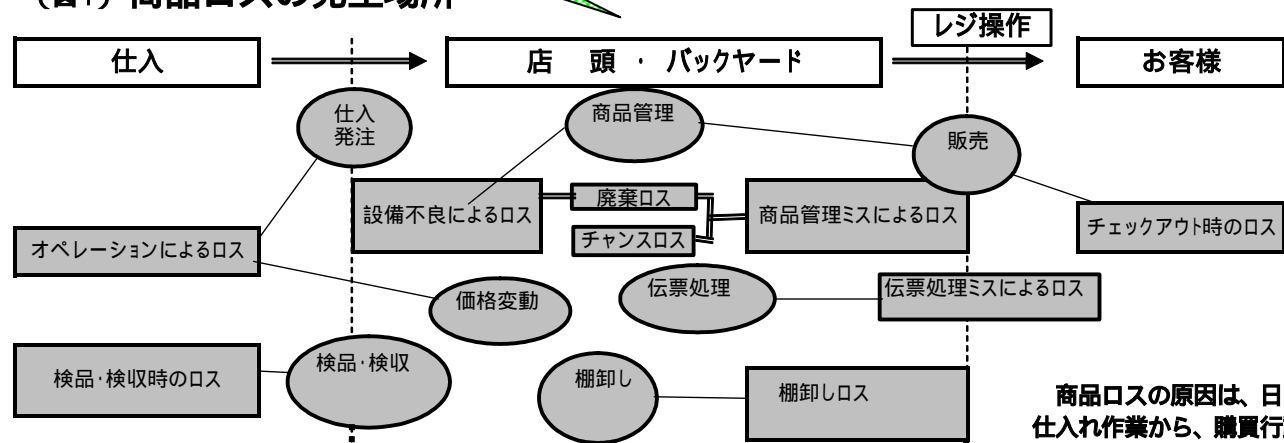 商品ロスの発生場所
レジ操作
仕入
店 頭 ・ バックヤード
お客様
仕入
発注
商品管理
販売
設備不良によるロス
廃棄ロス
チャンスロス
商品管理ミスによるロス
チェックアウト時のロス
オペレーションによるロス
価格変動
伝票処理
伝票処理ミスによるロス
検品・検収時のロス
検品・検収
棚卸し
棚卸しロス
商品ロスの原因は、日
仕入れ作業から、購買行